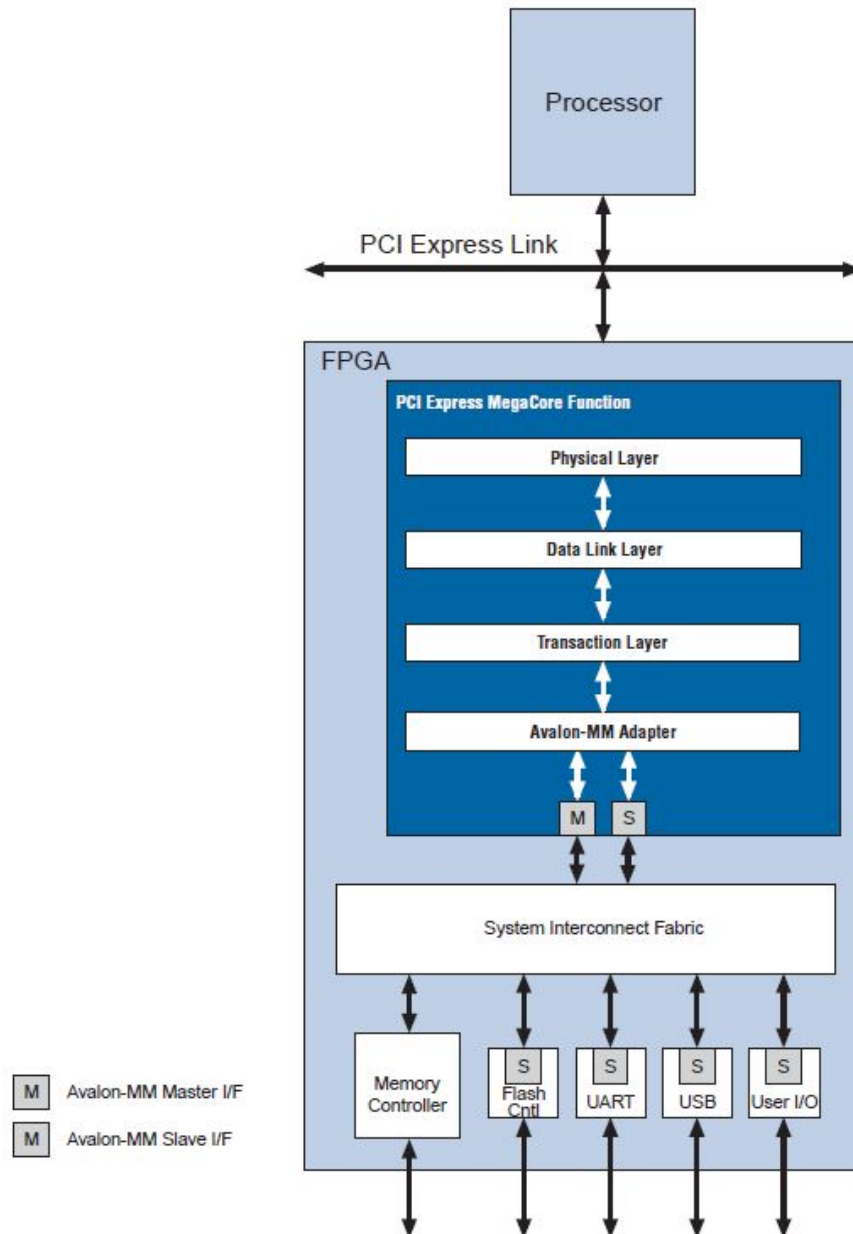 Processor
PCI Express Link
FPGA
PCI Express MegaCore Function
Physical Layer
Data Link Layer
Transaction Layer
Avalon-MM Adapter
M S
System Interconnect Fabric
Memory
Controller
S
Flash
Cntl
S
UART
S
USB
S
User I/O
M Avalon-MM Master I/F
M Avalon-MM Slave I/F